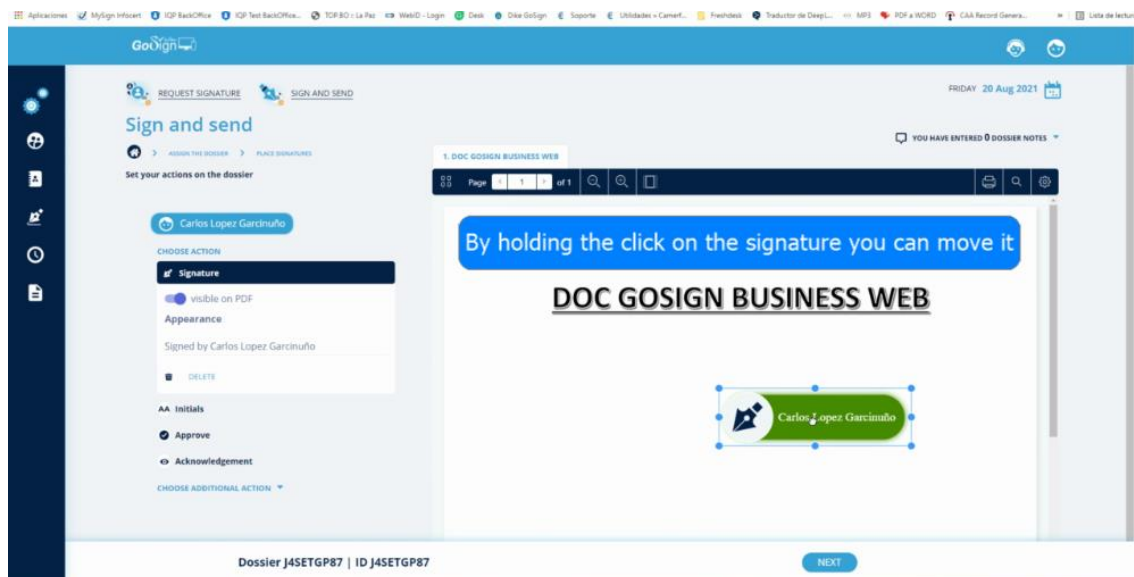 Aplicaciones MySign Infocert IQP BackOffice IQP Test BackOffice... TOP:BO :: La Paz WebID - Login Desk Dike GoSign Soporte Utilidades » Camerf... Freshdesk Traductor de DeepL... MP3 PDF a WORD CAA Record Genera... » Lista de lectur
GoSign
REQUEST SIGNATURE SIGN AND SEND
FRIDAY 20 Aug 2021
Sign and send
YOU HAVE ENTERED 0 DOSSIER NOTES
> ASSIGN THE DOSSIER > PLACE SIGNATURES
1. DOC GOSIGN BUSINESS WEB
Set your actions on the dossier
Page < 1 > of 1
Carlos Lopez Garcinuño
By holding the click on the signature you can move it
CHOOSE ACTION
Signature
visible on PDF
DOC GOSIGN BUSINESS WEB
Appearance
Signed by Carlos Lopez Garcinuño
DELETE
AA Initials
Carlos Lopez Garcinuño
Approve
Acknowledgement
CHOOSE ADDITIONAL ACTION
Dossier J4SETGP87 | ID J4SETGP87
NEXT